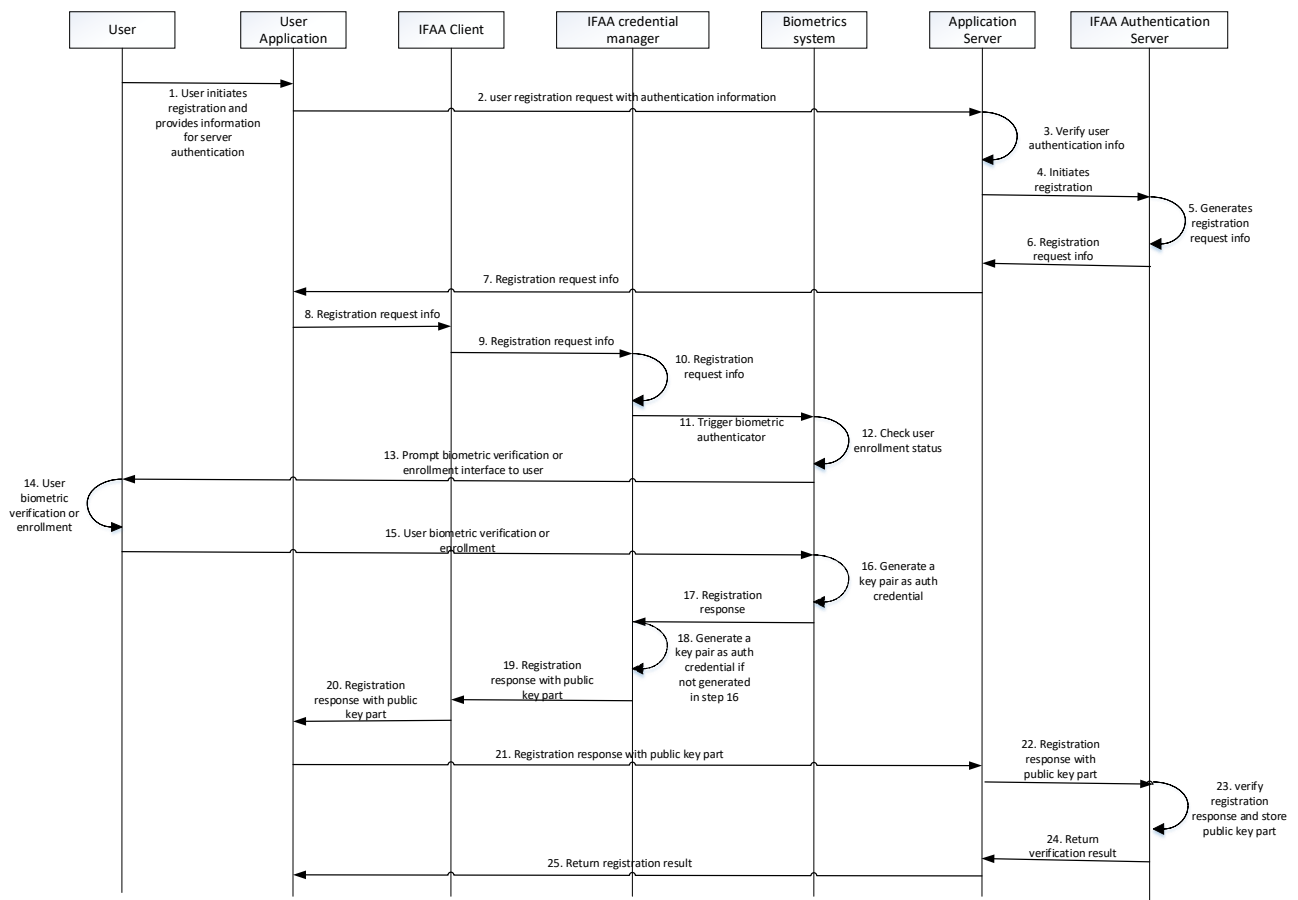 User
User
Application
IFAA Client
IFAA credential
manager
Biometrics
system
Application
Server
IFAA Authentication
Server
1. User initiates
registration and
provides information
for server
authentication
2. user registration request with authentication information
3. Verify user
authentication info
4. Initiates
registration
5. Generates
registration
request info
6. Registration
request info
7. Registration request info
8. Registration request info
9. Registration request info
10. Registration
request info
11. Trigger biometric
authenticator
12. Check user
enrollment status
13. Prompt biometric verification or
enrollment interface to user
14. User
biometric
verification or
enrollment
15. User biometric verification or
enrollment
16. Generate a
key pair as auth
credential
17. Registration
response
18. Generate a
key pair as auth
credential if
not generated
in step 16
19. Registration
response with public
key part
20. Registration
response with public
key part
21. Registration response with public key part
22. Registration
response with
public key part
23. verify
registration
response and store
public key part
24. Return
verification result
25. Return registration result